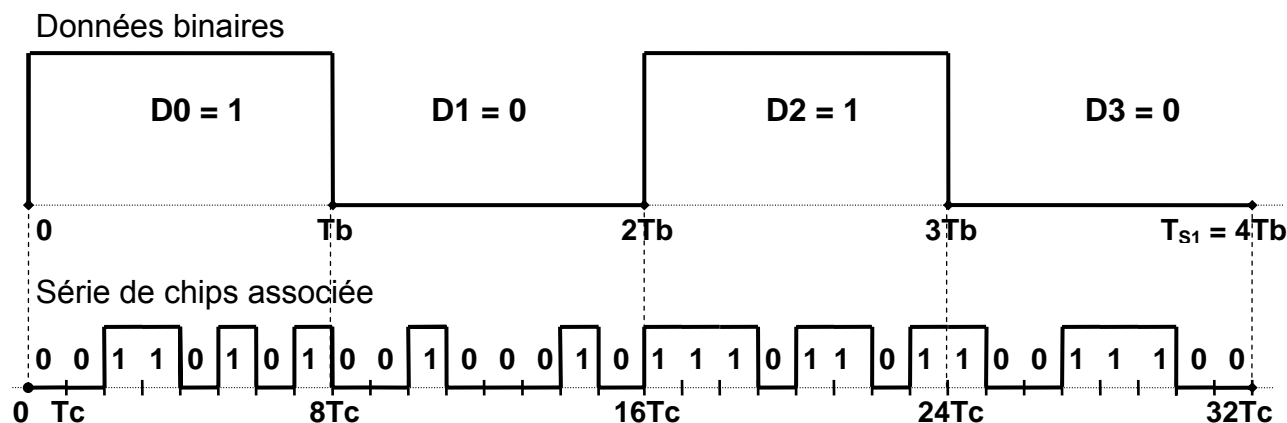 Données binaires
D0 = 1 D1 = 0 D2 = 1 D3 = 0
0 Tb 2Tb 3Tb TS1 = 4Tb
Série de chips associée
0 0 1 1 0 1 0 1 0 0 1 0 0 0 1 0 1 1 1 0 1 1 0 1 1 0 0 1 1 1 0 0
0 Tc 8Tc 16Tc 24Tc 32Tc